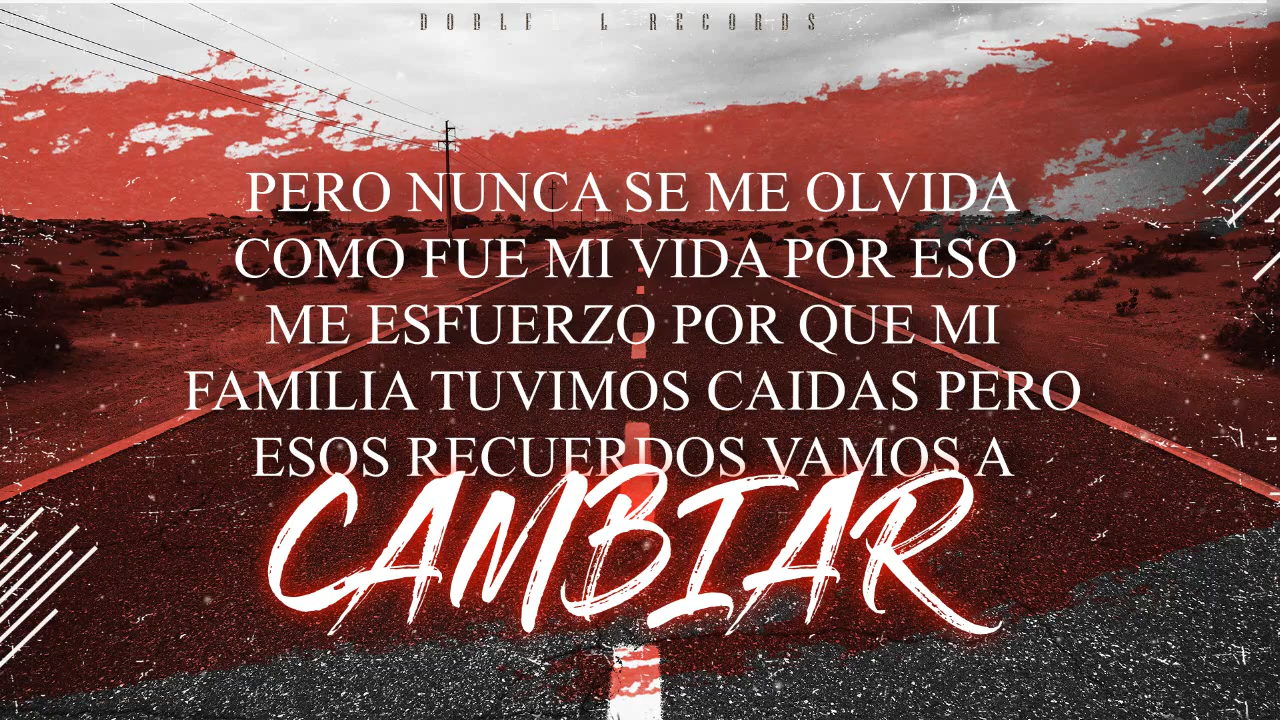 DOBLE L RECORDS
PERO NUNCA SE ME OLVIDA
COMO FUE MI VIDA POR ESO
ME ESFUERZO POR QUE MI
FAMILIA TUVIMOS CAIDAS PERO
ESOS RECUERDOS VAMOS A
CAMBIAR